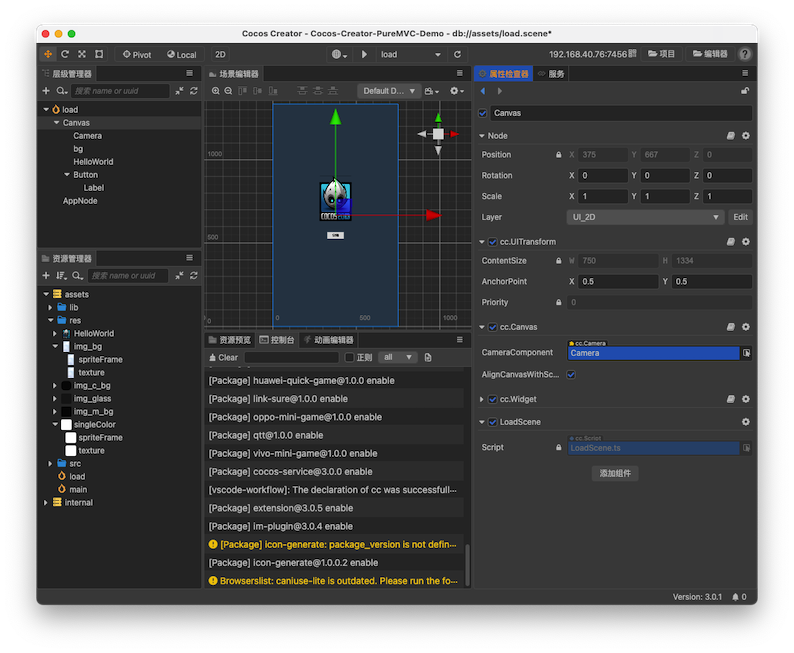 Cocos Creator - Cocos-Creator-PureMVC-Demo - db://assets/load.scene*
Pivot Local 2D load 192.168.40.76:7456 项目 编辑器
层级管理器
搜索 name or uuid
load
Canvas
Camera
bg
HelloWorld
Button
Label
AppNode
资源管理器
搜索 name or uuid
assets
lib
res
HelloWorld
img_bg
spriteFrame
texture
img_c_bg
img_glass
img_m_bg
singleColor
spriteFrame
texture
src
load
main
internal
场景编辑器
Default D...
1000
500
0
0
500
1000
COCOS
资源预览 控制台 动画编辑器
Clear 正则 all
[Package] huawei-quick-game@1.0.0 enable
[Package] link-sure@1.0.0 enable
[Package] oppo-mini-game@1.0.0 enable
[Package] qtt@1.0.0 enable
[Package] vivo-mini-game@1.0.0 enable
[Package] cocos-service@3.0.0 enable
[vscode-workflow]: The declaration of cc was successfull...
[Package] extension@3.0.5 enable
[Package] im-plugin@3.0.4 enable
[Package] icon-generate: package_version is not defin...
[Package] icon-generate@1.0.0.2 enable
Browserslist: caniuse-lite is outdated. Please run the fo...
属性检查器 服务
Canvas
Node
Position X 375 Y 667 Z 0
Rotation X 0 Y 0 Z 0
Scale X 1 Y 1 Z 1
Layer UI_2D Edit
cc.UITransform
ContentSize W 750 H 1334
AnchorPoint X 0.5 Y 0.5
Priority 0
cc.Canvas
cc.Camera
CameraComponent Camera
AlignCanvasWithSc...
cc.Widget
LoadScene
cc.Script
Script LoadScene.ts
添加组件
Version: 3.0.1 0